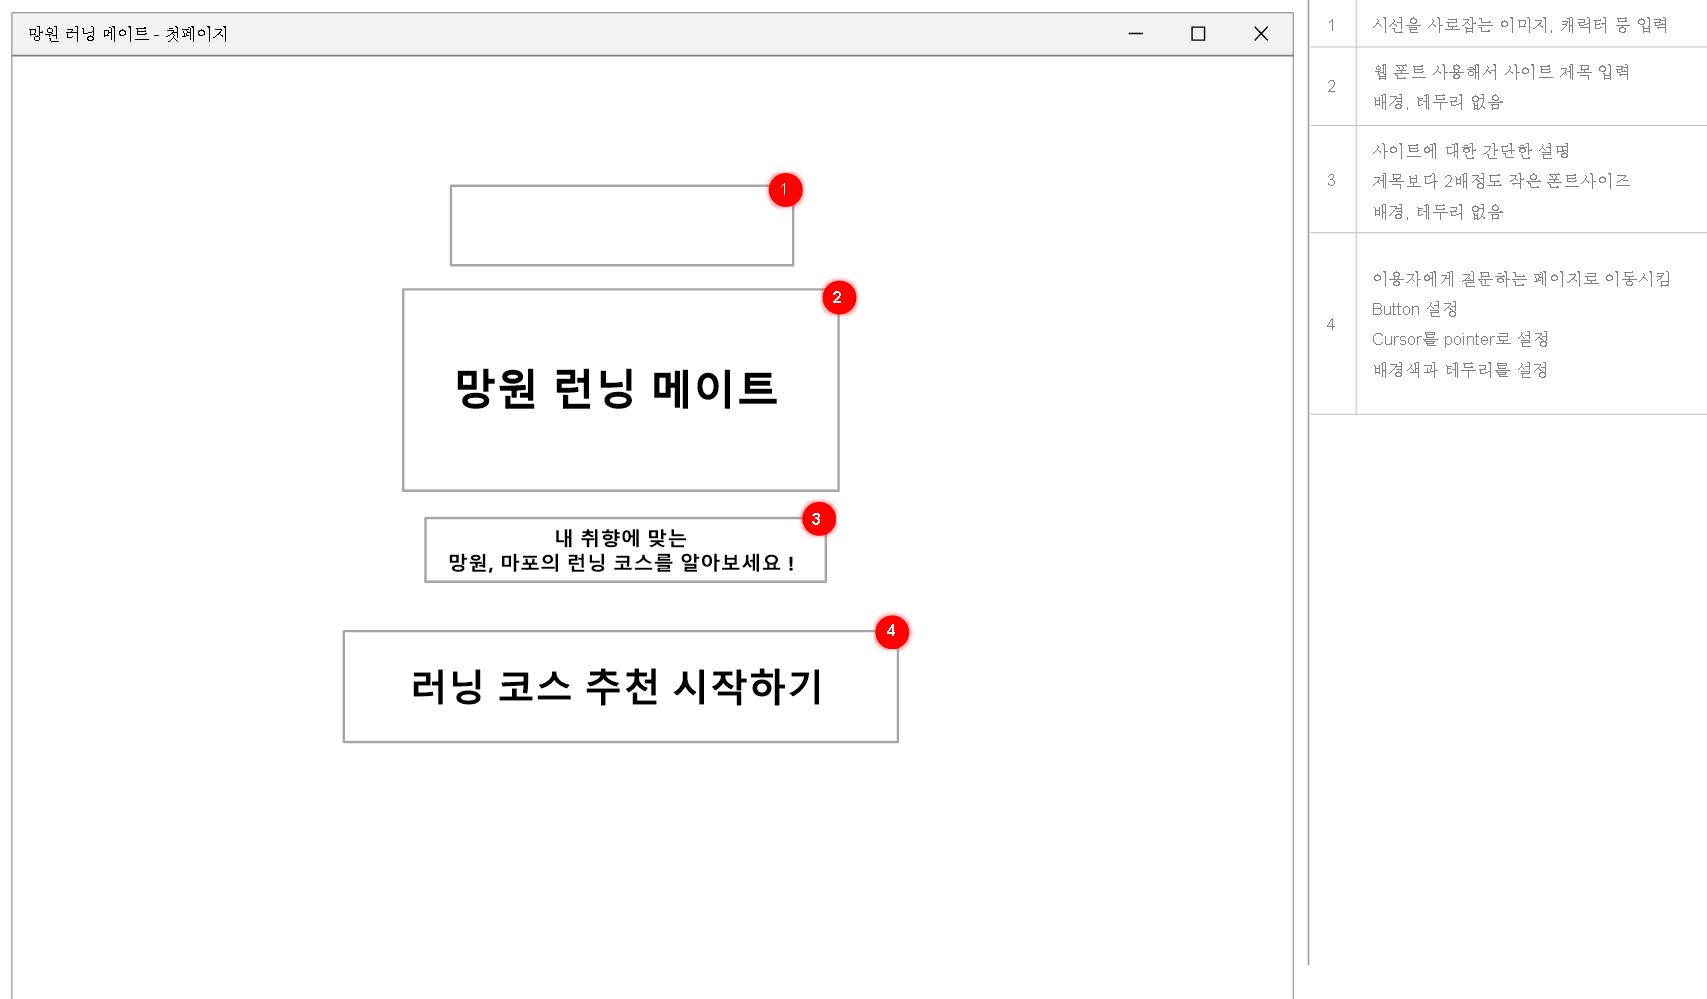 망원 러닝 메이트 - 첫페이지
1
2
망원 런닝 메이트
3
내 취향에 맞는
망원, 마포의 런닝 코스를 알아보세요 !
4
러닝 코스 추천 시작하기
1
시선을 사로잡는 이미지, 캐릭터 등 입력
2
웹 폰트 사용해서 사이트 제목 입력
배경, 테두리 없음
3
사이트에 대한 간단한 설명
제목보다 2배정도 작은 폰트사이즈
배경, 테두리 없음
4
이용자에게 질문하는 페이지로 이동시킴
Button 설정
Cursor를 pointer로 설정
배경색과 테두리를 설정